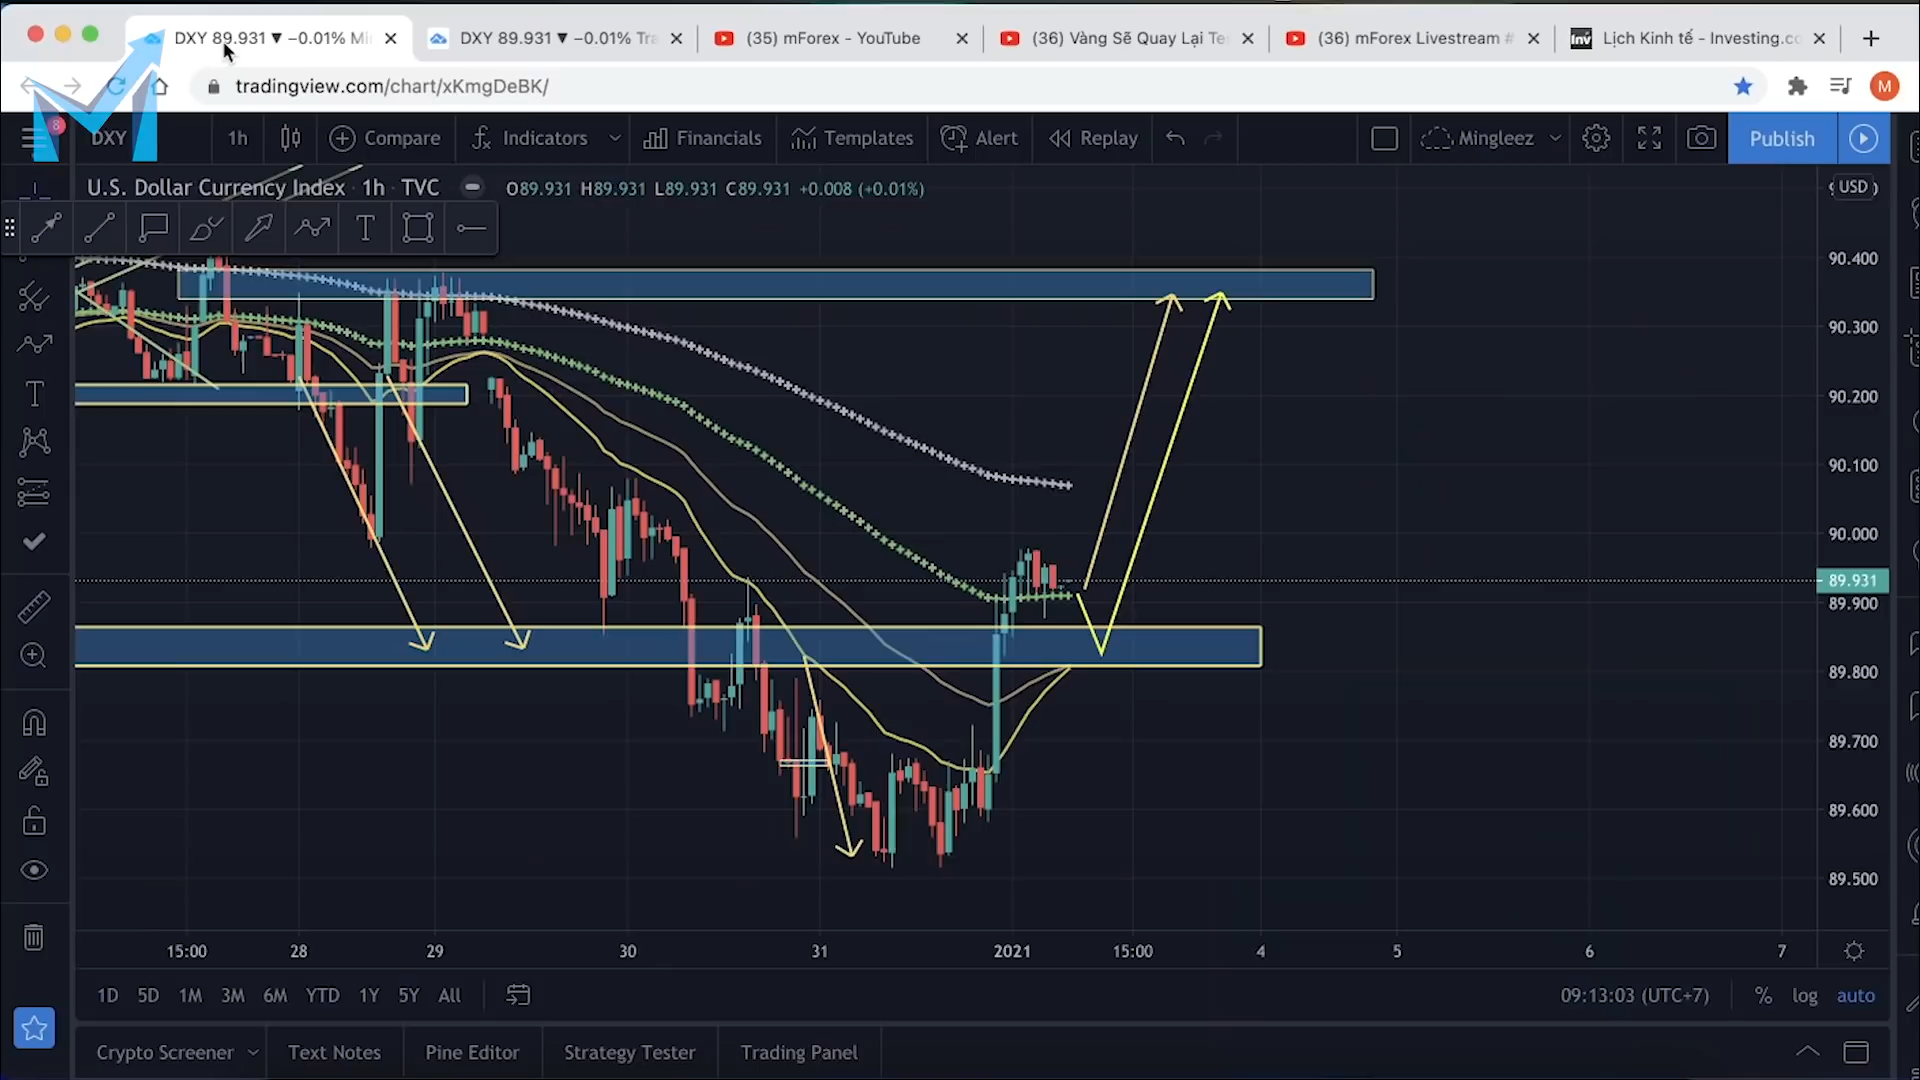 DXY 89.931 ▼ −0.01% Mi
DXY 89.931 ▼ −0.01% Tra
(35) mForex - YouTube
(36) Vàng Sẽ Quay Lại Te
(36) mForex Livestream #
Inv
Lịch Kinh tế - Investing.co
tradingview.com/chart/xKmgDeBK/
M
8
DXY
1h
Compare
Indicators
Financials
Templates
Alert
Replay
Mingleez
Publish
U.S. Dollar Currency Index · 1h · TVC
O89.931 H89.931 L89.931 C89.931 +0.008 (+0.01%)
USD
90.400
90.300
90.200
90.100
90.000
89.931
89.900
89.800
89.700
89.600
89.500
15:00 28 29 30 31 2021 15:00 4 5 6 7
1D 5D 1M 3M 6M YTD 1Y 5Y All
09:13:03 (UTC+7)
% log auto
Crypto Screener
Text Notes
Pine Editor
Strategy Tester
Trading Panel